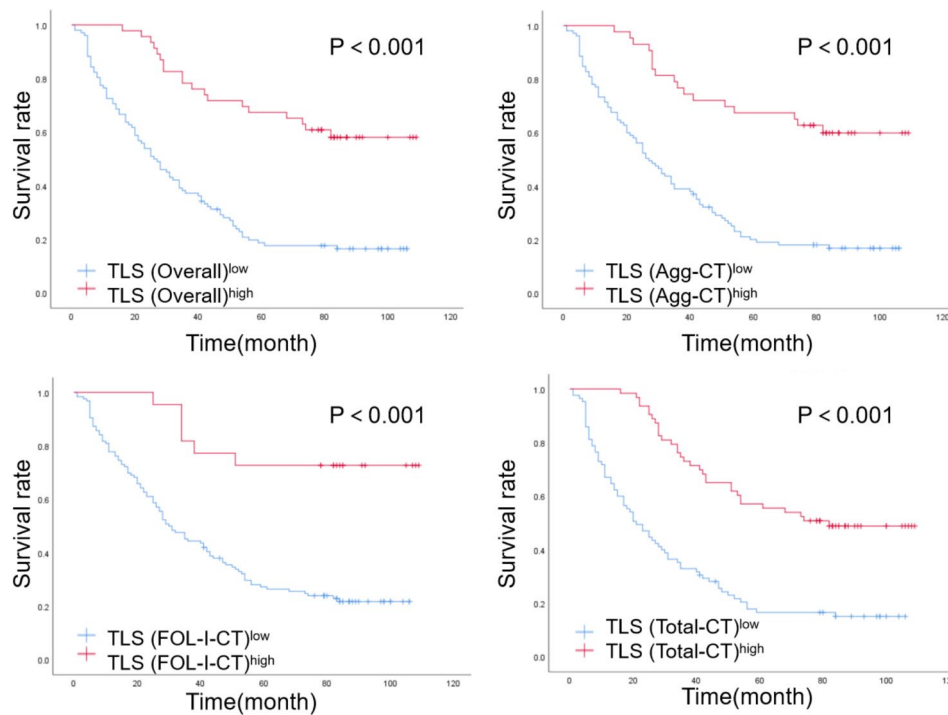 P < 0.001
Survival rate
1.0
0.8
0.6
0.4
0.2
0.0
TLS (Overall)low
TLS (Overall)high
0 20 40 60 80 100 120
Time(month)
P < 0.001
Survival rate
1.0
0.8
0.6
0.4
0.2
0.0
TLS (Agg-CT)low
TLS (Agg-CT)high
0 20 40 60 80 100 120
Time(month)
P < 0.001
Survival rate
1.0
0.8
0.6
0.4
0.2
0.0
TLS (FOL-I-CT)low
TLS (FOL-I-CT)high
0 20 40 60 80 100 120
Time(month)
P < 0.001
Survival rate
1.0
0.8
0.6
0.4
0.2
0.0
TLS (Total-CT)low
TLS (Total-CT)high
0 20 40 60 80 100 120
Time(month)